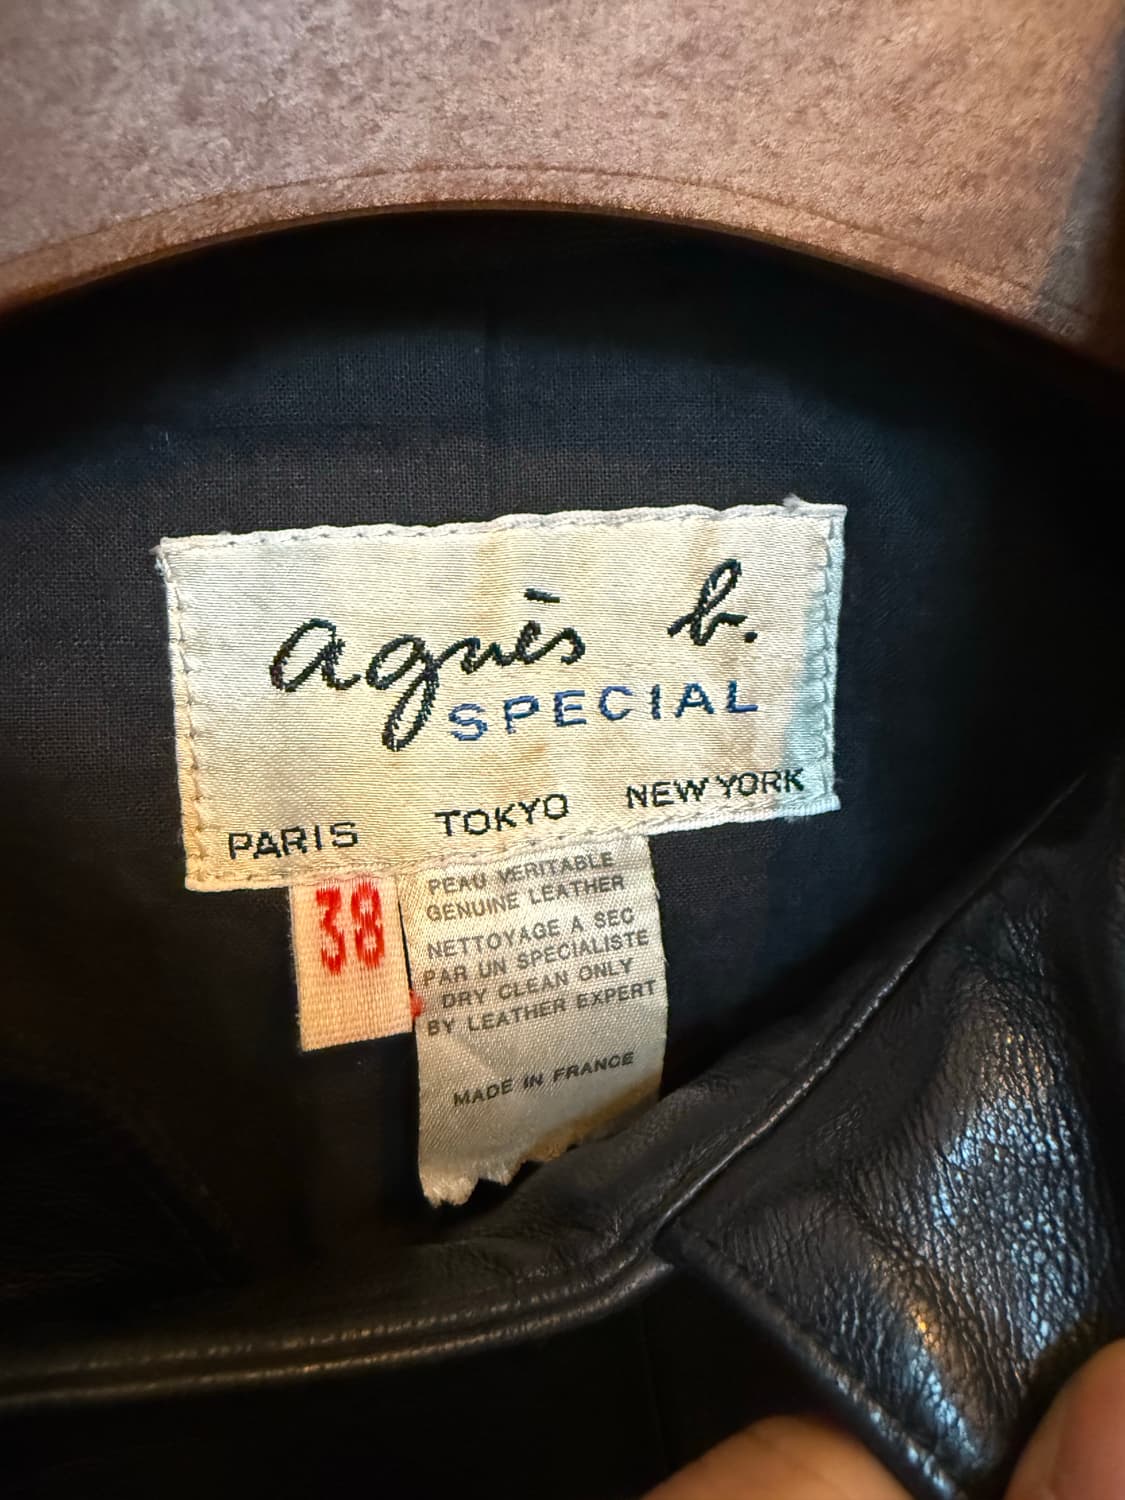 agnès b.
SPECIAL
PARIS TOKYO NEW YORK
38
PEAU VERITABLE
GENUINE LEATHER
NETTOYAGE A SEC
PAR UN SPECIALISTE
DRY CLEAN ONLY
BY LEATHER EXPERT
MADE IN FRANCE